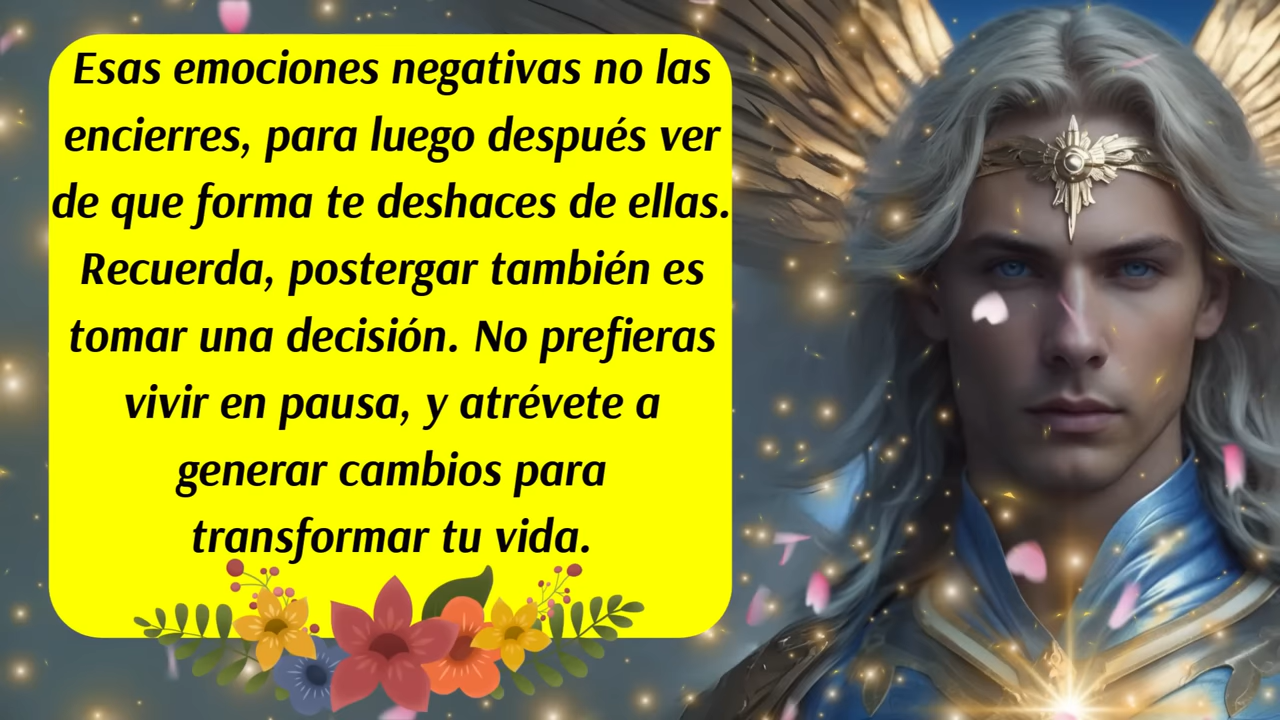 Esas emociones negativas no las
encierres, para luego después ver
de que forma te deshaces de ellas.
Recuerda, postergar también es
tomar una decisión. No prefieras
vivir en pausa, y atrévete a
generar cambios para
transformar tu vida.